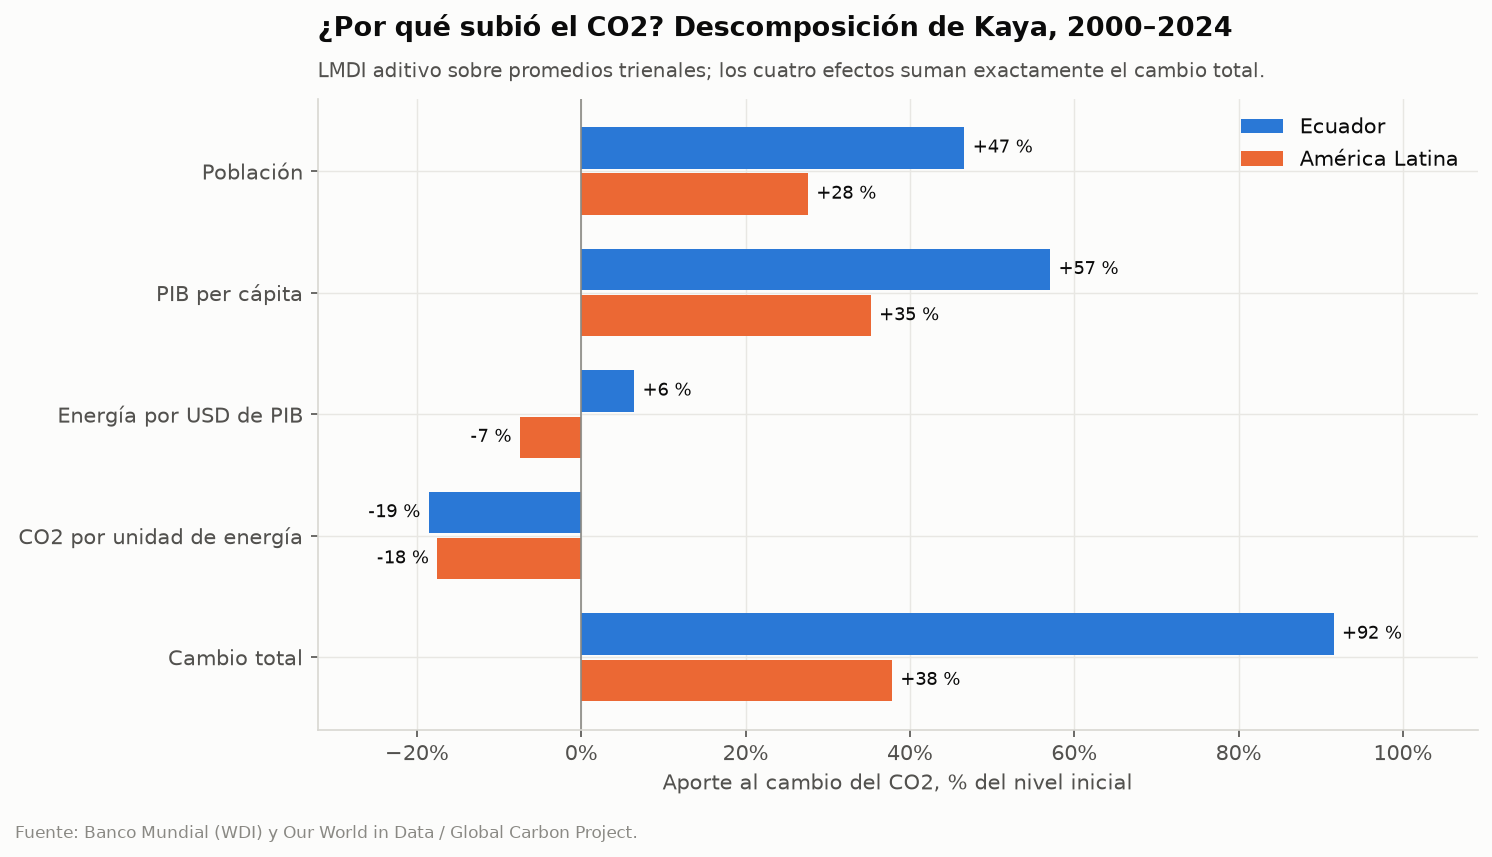 ¿Por qué subió el CO2? Descomposición de Kaya, 2000–2024
LMDI aditivo sobre promedios trienales; los cuatro efectos suman exactamente el cambio total.
Ecuador
América Latina
Población
+47 %
+28 %
PIB per cápita
+57 %
+35 %
Energía por USD de PIB
+6 %
-7 %
CO2 por unidad de energía
-19 %
-18 %
Cambio total
+92 %
+38 %
−20% 0% 20% 40% 60% 80% 100%
Aporte al cambio del CO2, % del nivel inicial
Fuente: Banco Mundial (WDI) y Our World in Data / Global Carbon Project.